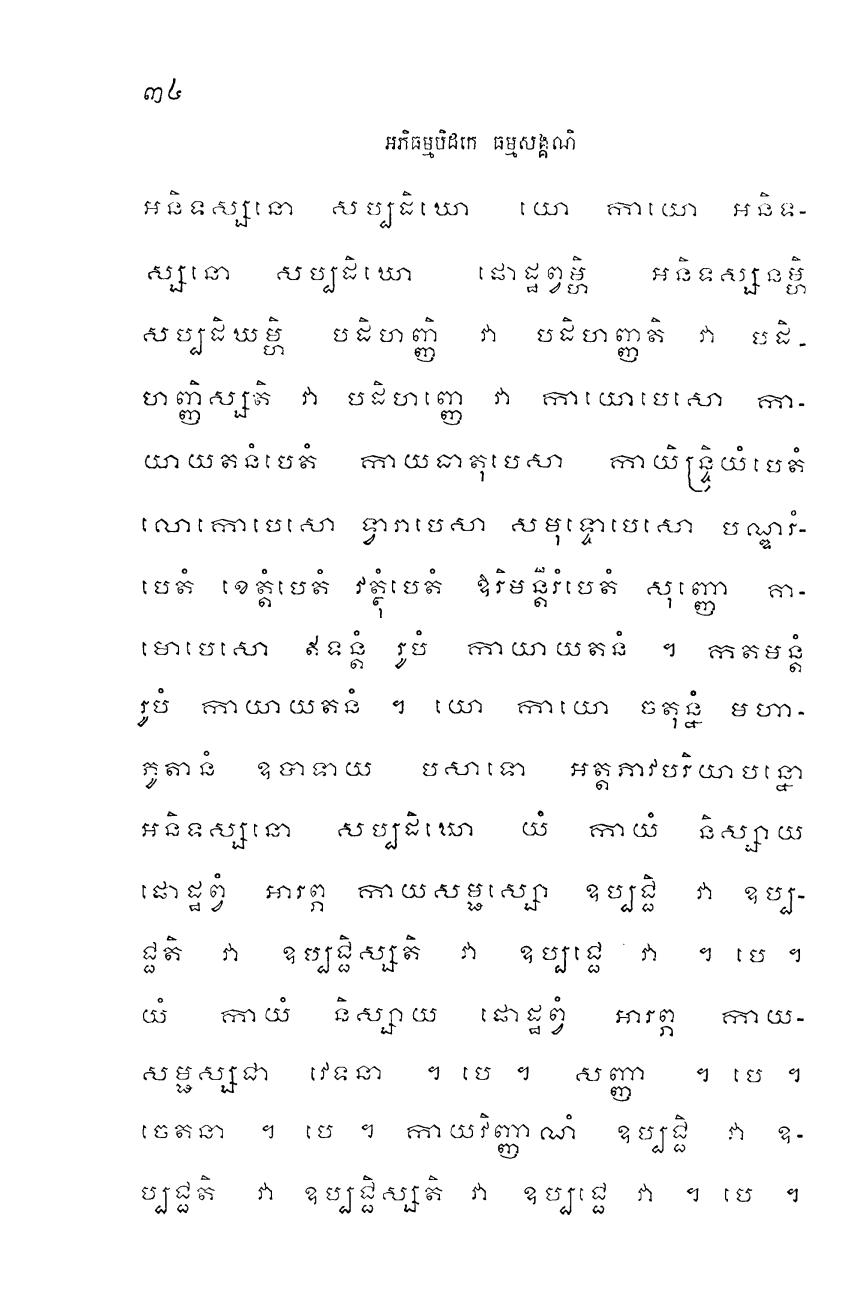 ៣៤
អភិធម្មបិដកេ ធម្មសង្គណិ
អនិទស្សនោ សប្បដិឃោ យោ កាយោ អនិទ-
ស្សនោ សប្បដិឃោ ផោដ្ឋព្វម្ហិ អនិទស្សនម្ហិ
សប្បដិឃម្ហិ បដិហញ្ញិ វា បដិហញ្ញតិ វា បដិ-
ហញ្ញិស្សតិ វា បដិហញ្ញេ វា កាយោបេសោ កា-
យាយតនំបេតំ កាយធាតុបេសា កាយិន្ទ្រិយំបេតំ
លោកោបេសោ ទ្វារាបេសា សមុទ្ទោបេសោ បណ្ឌរំ-
បេតំ ខេត្តំបេតំ វត្ថុំបេតំ ឱរិមន្តីរំបេតំ សុញ្ញោ គា-
មោបេសោ ឥទន្តំ រូបំ កាយាយតនំ ។ កតមន្តំ
រូបំ កាយាយតនំ ។ យោ កាយោ ចតុន្នំ មហា-
ភូតានំ ឧបាទាយ បសាទោ អត្តភាវបរិយាបន្នោ
អនិទស្សនោ សប្បដិឃោ យំ កាយំ និស្សាយ
ផោដ្ឋព្វំ អារព្ភ កាយសម្ផស្សោ ឧប្បជ្ជិ វា ឧប្ប-
ជ្ជតិ វា ឧប្បជ្ជិស្សតិ វា ឧប្បជ្ជេ វា ។ បេ ។
យំ កាយំ និស្សាយ ផោដ្ឋព្វំ អារព្ភ កាយ-
សម្ផស្សជា វេទនា ។ បេ ។ សញ្ញា ។ បេ ។
ចេតនា ។ បេ ។ កាយវិញ្ញាណំ ឧប្បជ្ជិ វា ឧ-
ប្បជ្ជតិ វា ឧប្បជ្ជិស្សតិ វា ឧប្បជ្ជេ វា ។ បេ ។